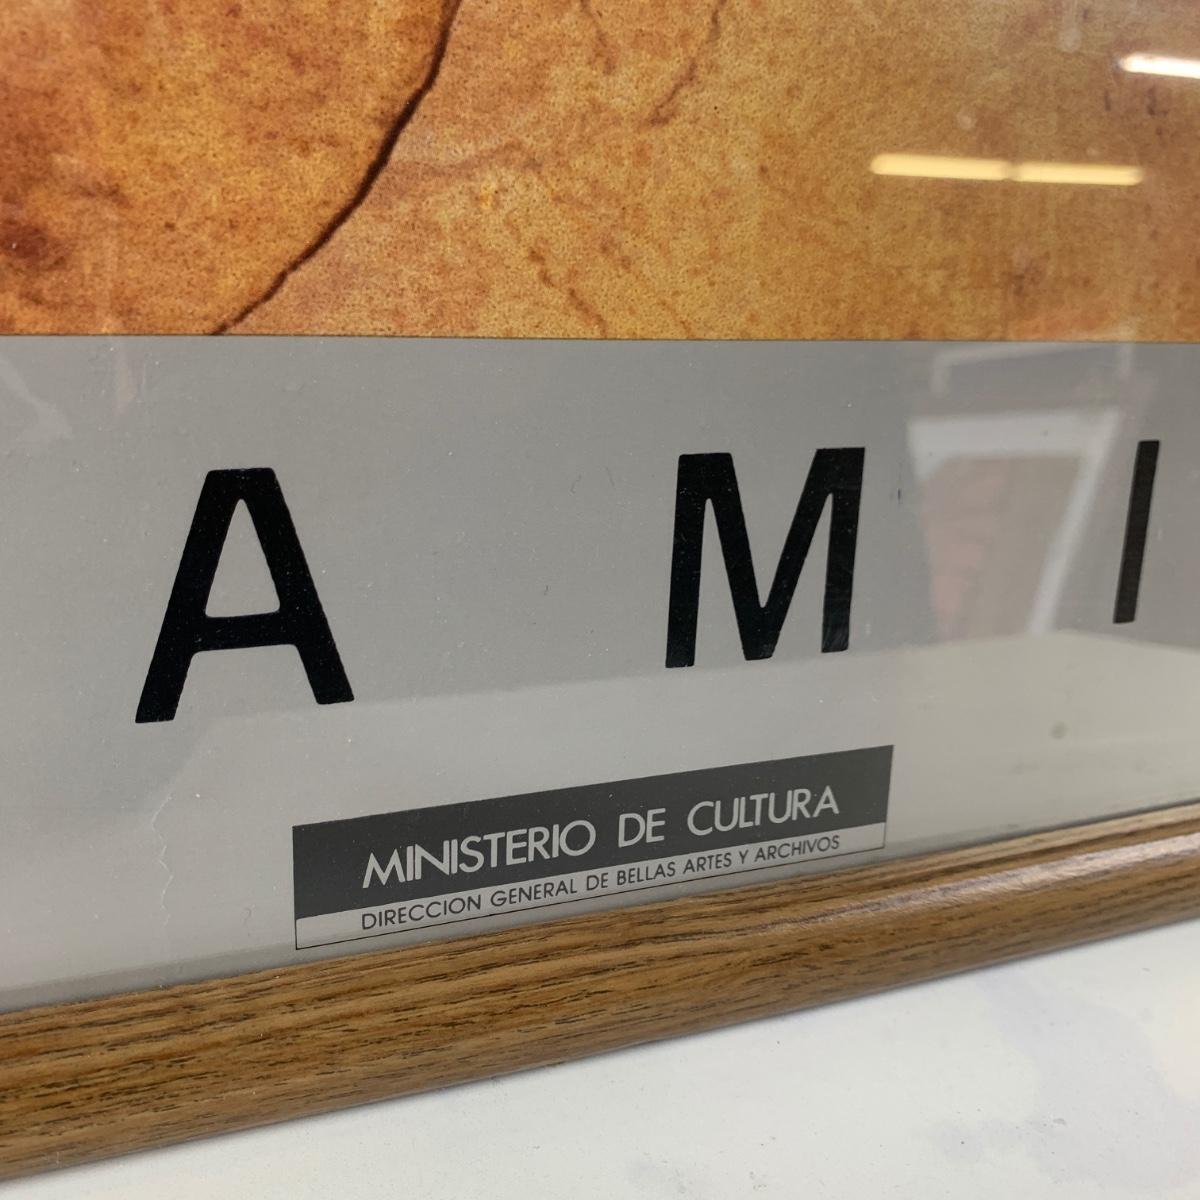 A M I
MINISTERIO DE CULTURA
DIRECCION GENERAL DE BELLAS ARTES Y ARCHIVOS